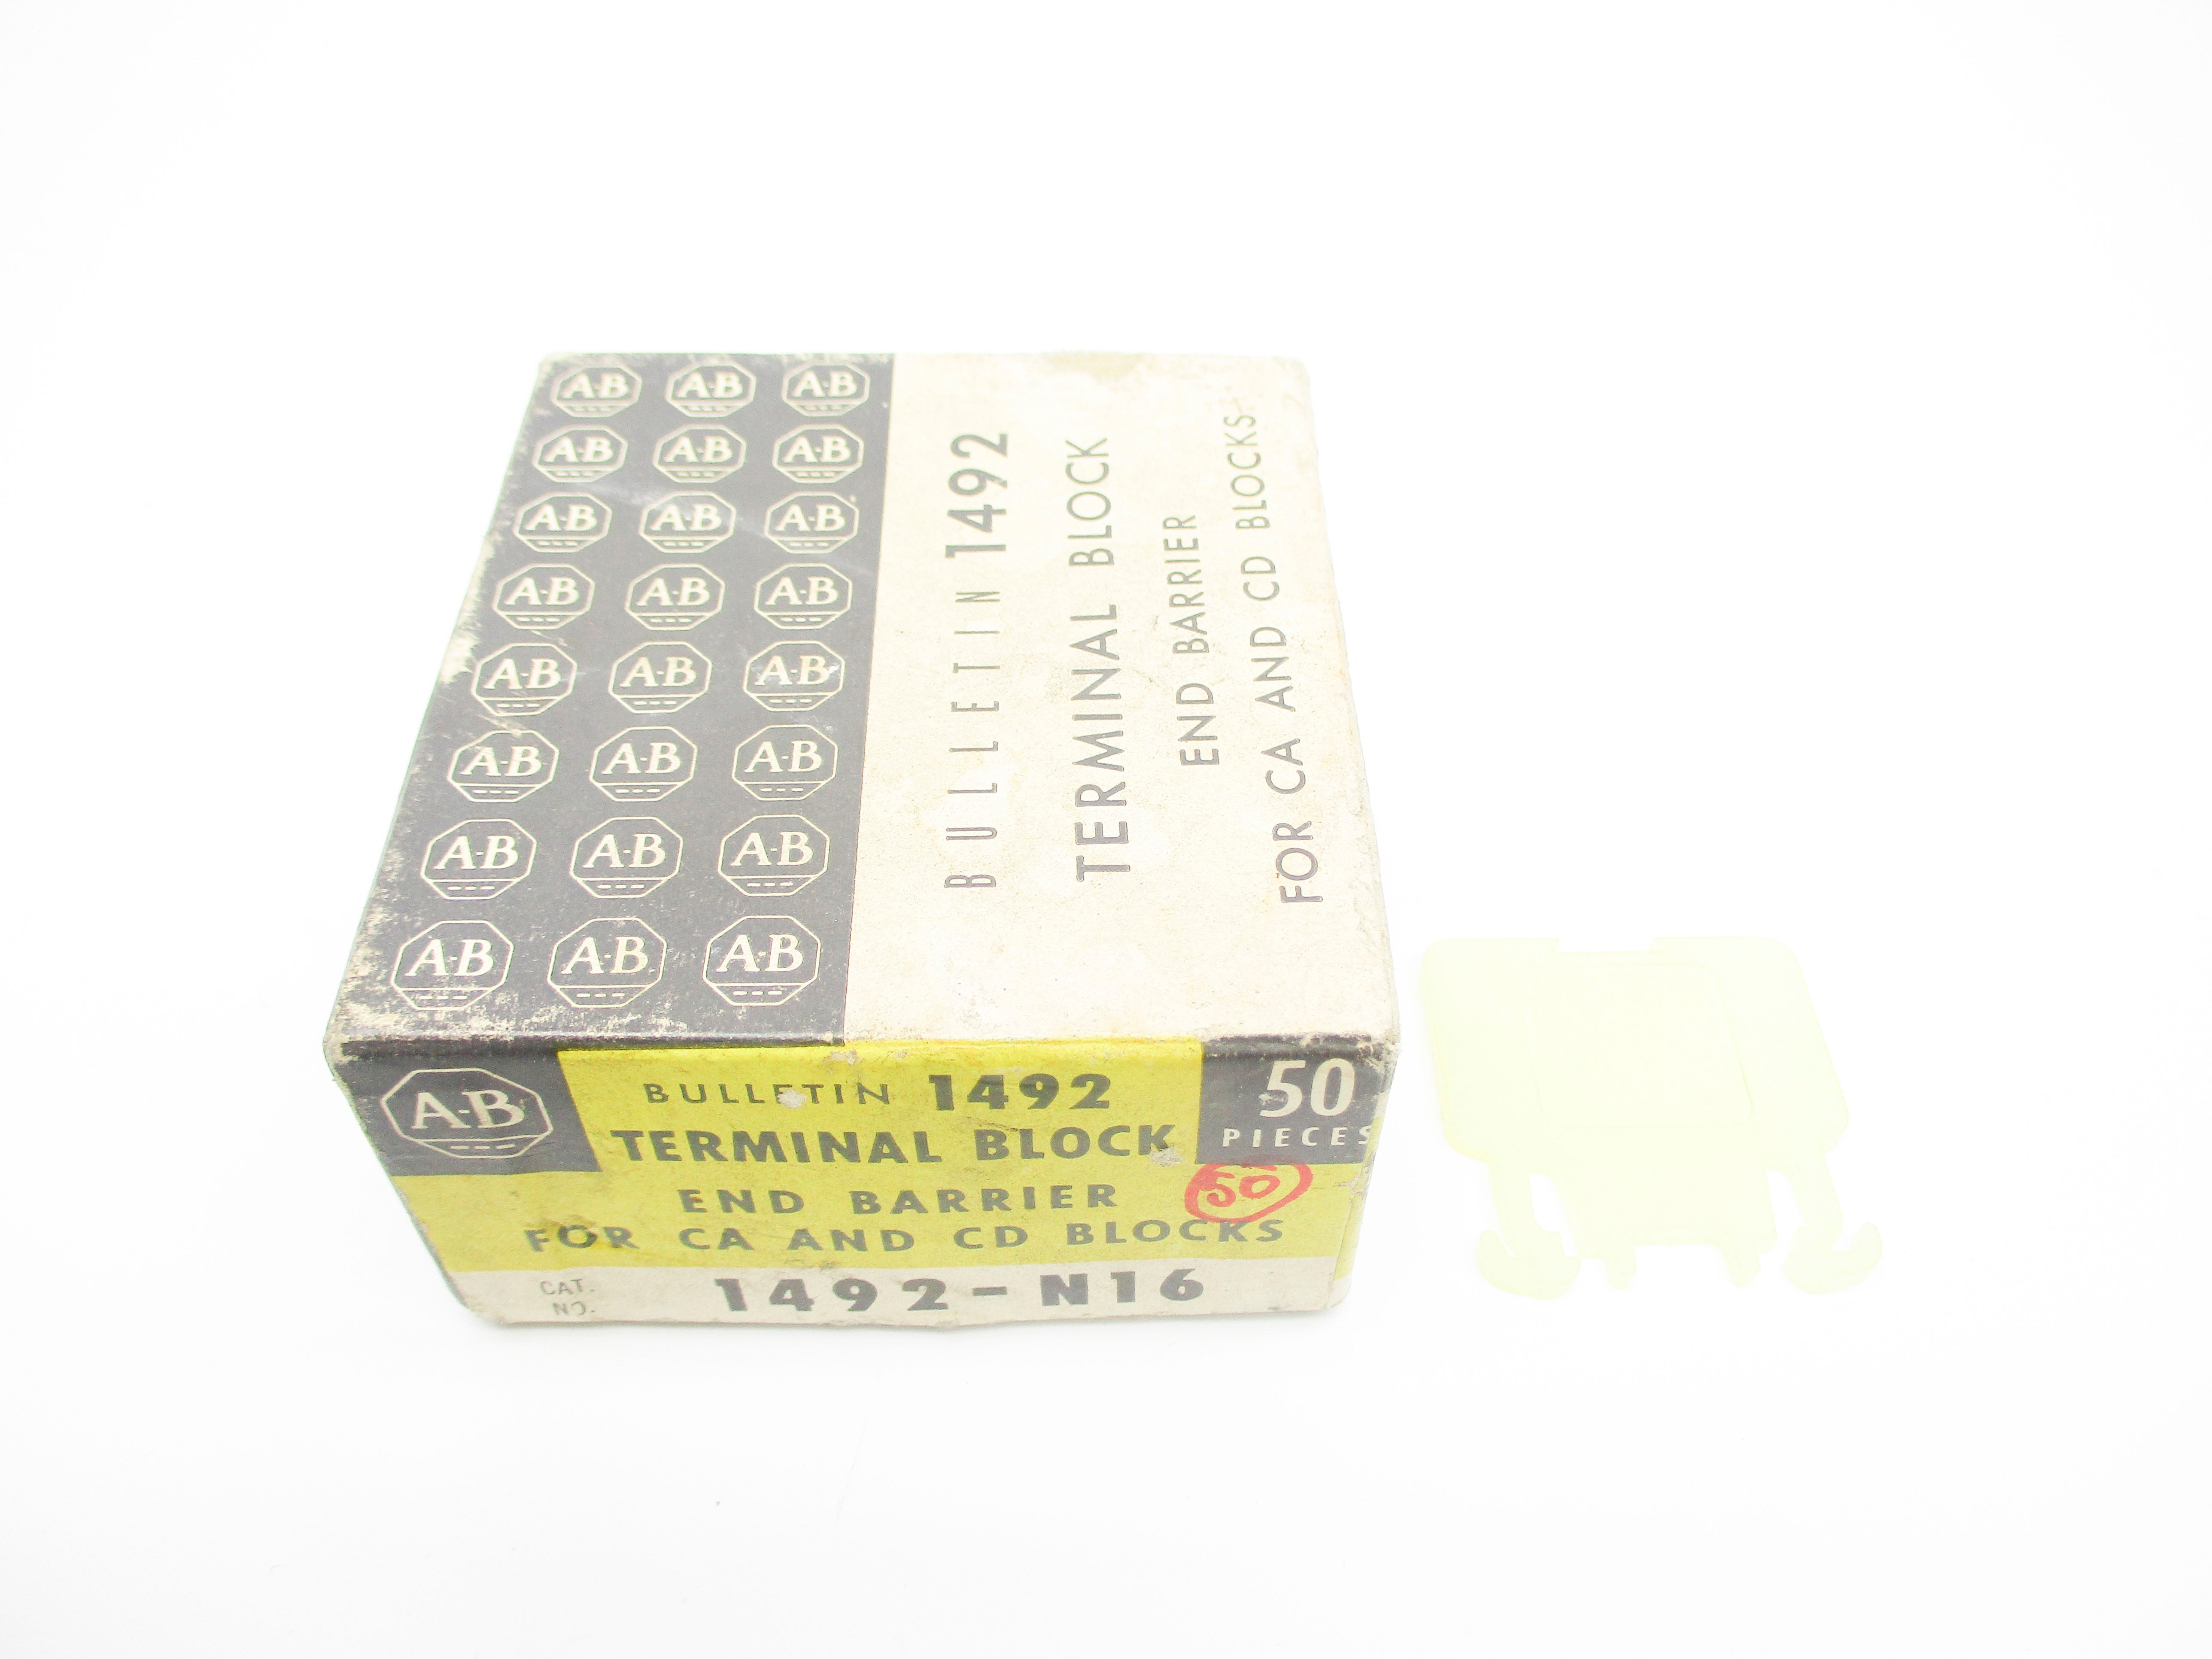 A-B A-B A-B
A-B A-B A-B
A-B A-B A-B
A-B A-B A-B
A-B A-B A-B
A-B A-B A-B
A-B A-B A-B
A-B A-B A-B
BULLETIN 1492
TERMINAL BLOCK
END BARRIER
FOR CA AND CD BLOCKS
A-B
BULLETIN 1492
TERMINAL BLOCK
END BARRIER
FOR CA AND CD BLOCKS
50
PIECES
50
CAT.
NO.
1492-N16